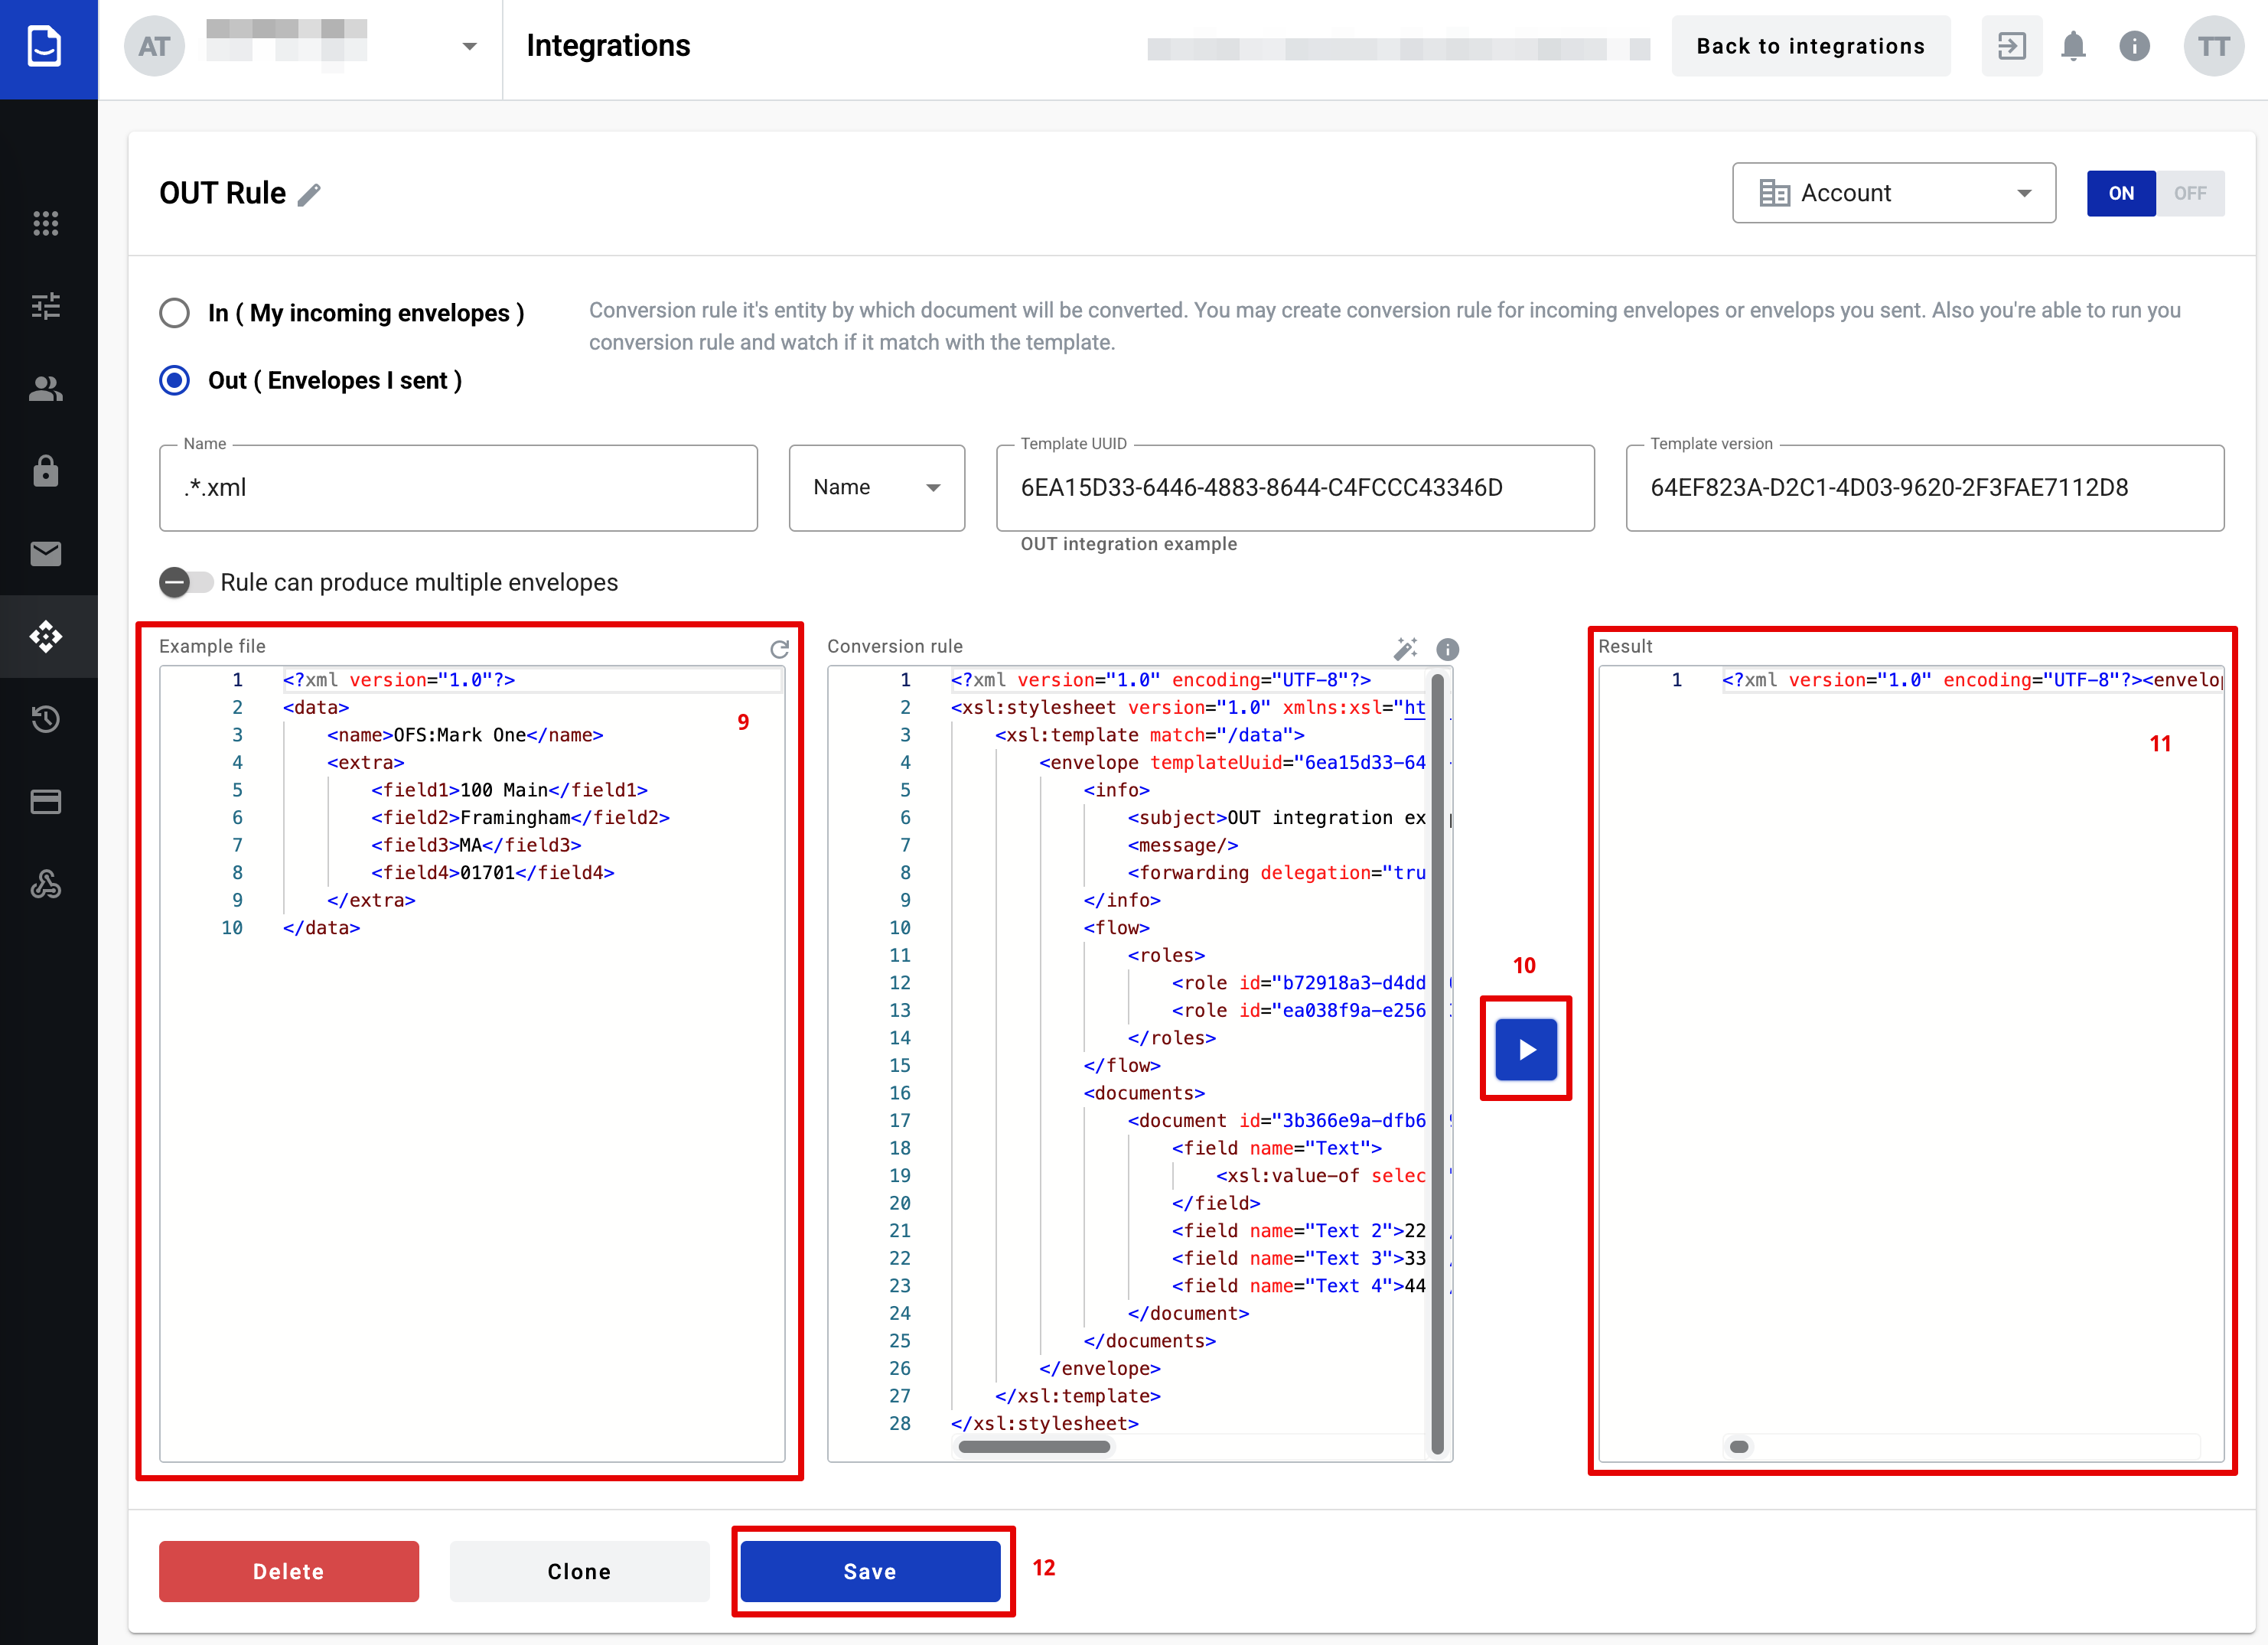 AT
Integrations
Back to integrations
TT
OUT Rule
Account
ON
OFF
In ( My incoming envelopes )
Out ( Envelopes I sent )
Conversion rule it's entity by which document will be converted. You may create conversion rule for incoming envelopes or envelops you sent. Also you're able to run you
conversion rule and watch if it match with the template.
Name
.*.xml
Name
Template UUID
6EA15D33-6446-4883-8644-C4FCCC43346D
OUT integration example
Template version
64EF823A-D2C1-4D03-9620-2F3FAE7112D8
Rule can produce multiple envelopes
Example file
1 <?xml version="1.0"?>
2 <data>
3 <name>OFS:Mark One</name>
4 <extra>
5 <field1>100 Main</field1>
6 <field2>Framingham</field2>
7 <field3>MA</field3>
8 <field4>01701</field4>
9 </extra>
10 </data>
9
Conversion rule
1 <?xml version="1.0" encoding="UTF-8"?>
2 <xsl:stylesheet version="1.0" xmlns:xsl="ht
3 <xsl:template match="/data">
4 <envelope templateUuid="6ea15d33-64
5 <info>
6 <subject>OUT integration ex
7 <message/>
8 <forwarding delegation="tru
9 </info>
10 <flow>
11 <roles>
12 <role id="b72918a3-d4dd
13 <role id="ea038f9a-e256
14 </roles>
15 </flow>
16 <documents>
17 <document id="3b366e9a-dfb6
18 <field name="Text">
19 <xsl:value-of selec
20 </field>
21 <field name="Text 2">22
22 <field name="Text 3">33
23 <field name="Text 4">44
24 </document>
25 </documents>
26 </envelope>
27 </xsl:template>
28 </xsl:stylesheet>
10
Result
1 <?xml version="1.0" encoding="UTF-8"?><envelop
11
Delete
Clone
Save
12